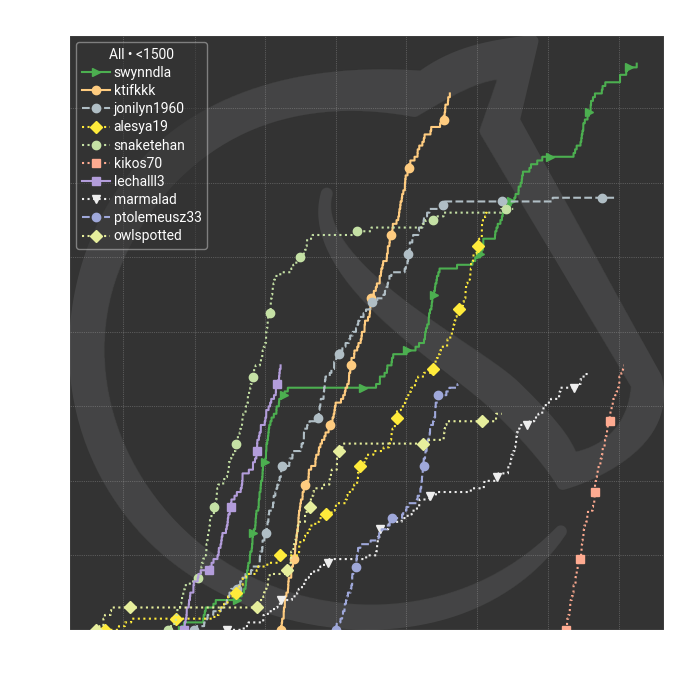 All • <1500
swynndla
ktifkkk
jonilyn1960
alesya19
snaketehan
kikos70
lechalll3
marmalad
ptolemeusz33
owlspotted